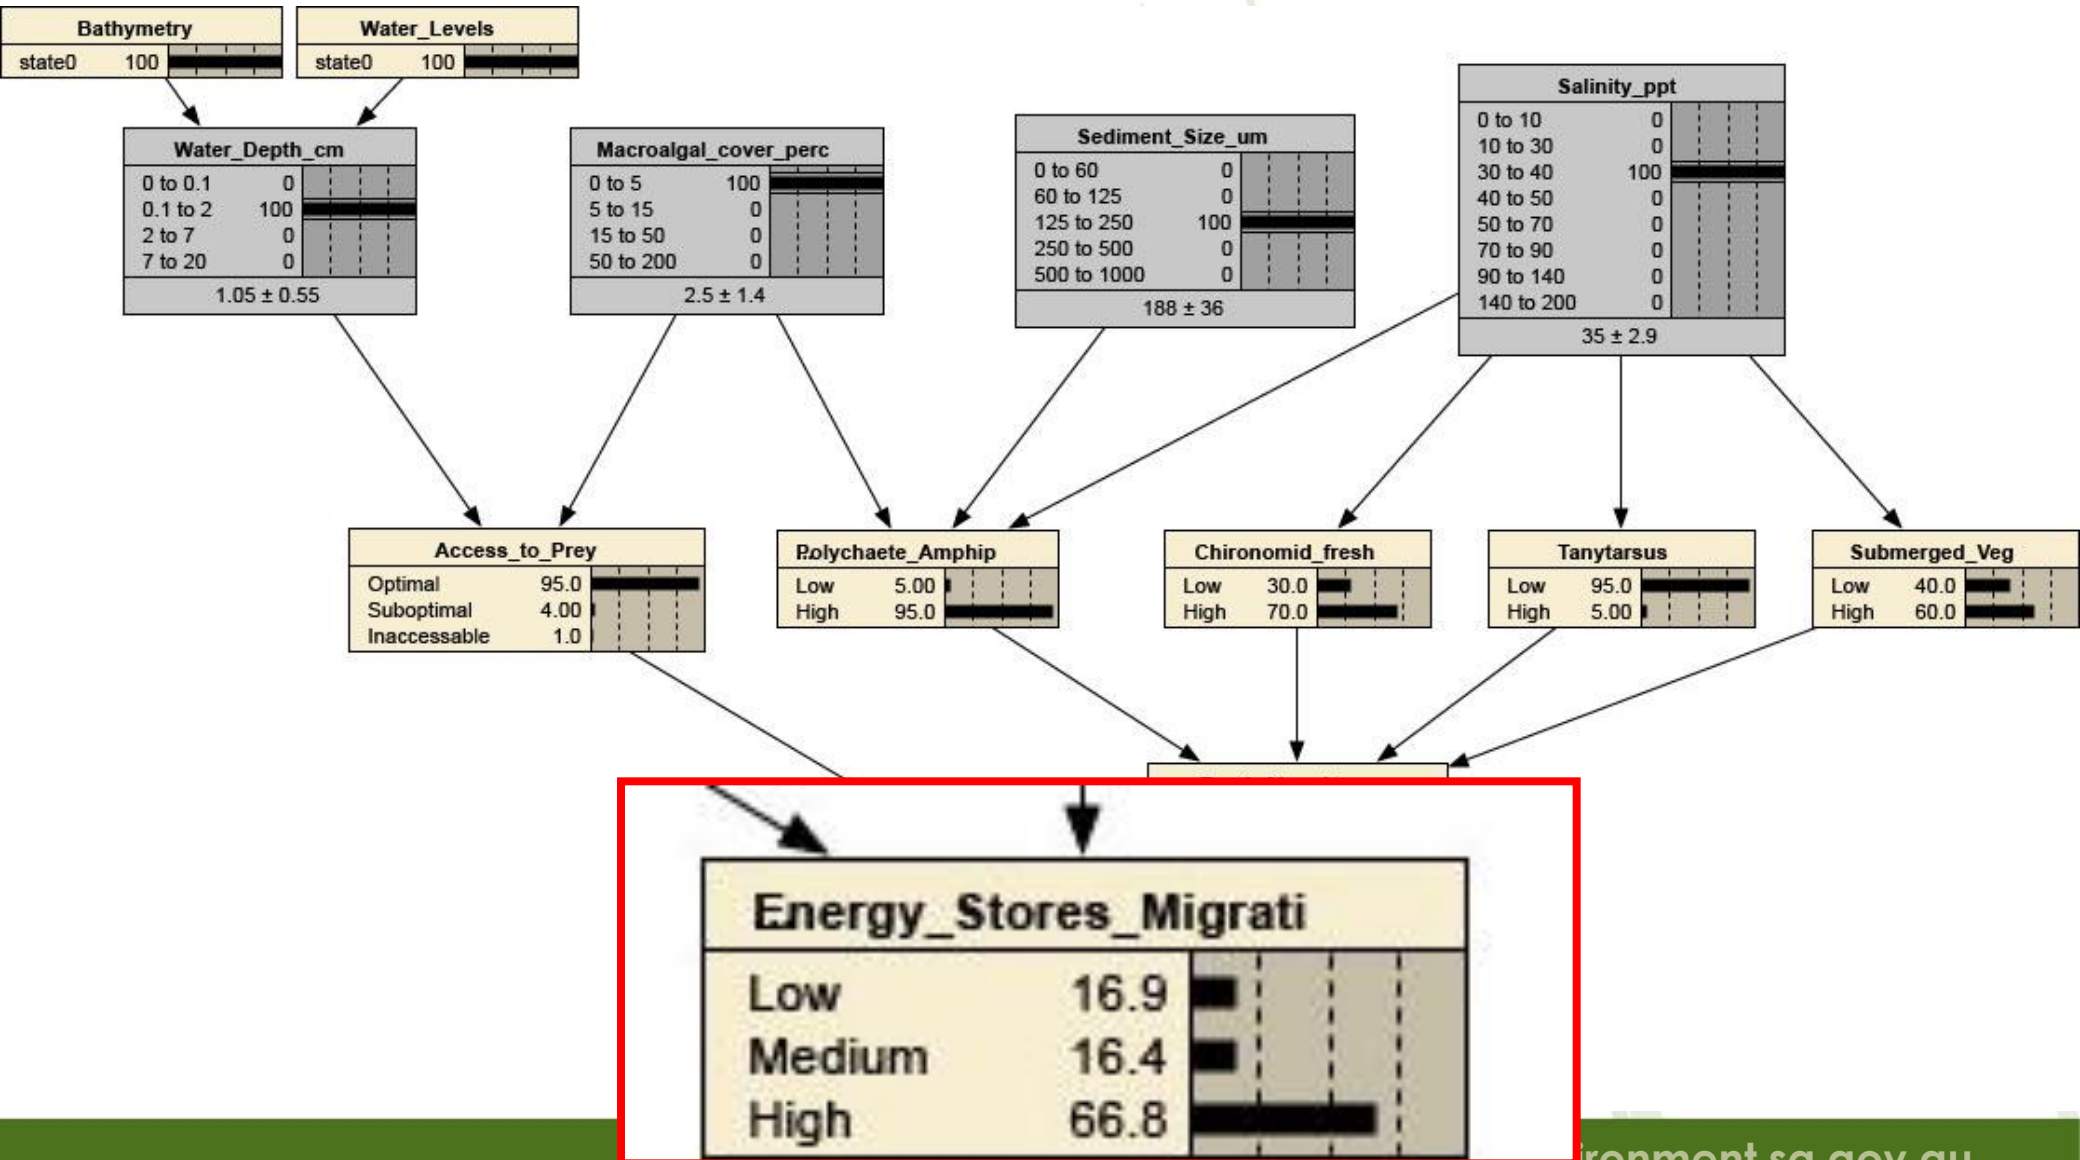 Bathymetry
state0 100
Water_Levels
state0 100
Water_Depth_cm
0 to 0.1 0
0.1 to 2 100
2 to 7 0
7 to 20 0
1.05 ± 0.55
Macroalgal_cover_perc
0 to 5 100
5 to 15 0
15 to 50 0
50 to 200 0
2.5 ± 1.4
Sediment_Size_um
0 to 60 0
60 to 125 0
125 to 250 100
250 to 500 0
500 to 1000 0
188 ± 36
Salinity_ppt
0 to 10 0
10 to 30 0
30 to 40 100
40 to 50 0
50 to 70 0
70 to 90 0
90 to 140 0
140 to 200 0
35 ± 2.9
Access_to_Prey
Optimal 95.0
Suboptimal 4.00
Inaccessable 1.0
Polychaete_Amphip
Low 5.00
High 95.0
Chironomid_fresh
Low 30.0
High 70.0
Tanytarsus
Low 95.0
High 5.00
Submerged_Veg
Low 40.0
High 60.0
Energy_Stores_Migrati
Low 16.9
Medium 16.4
High 66.8
ironment.sa.gov.au